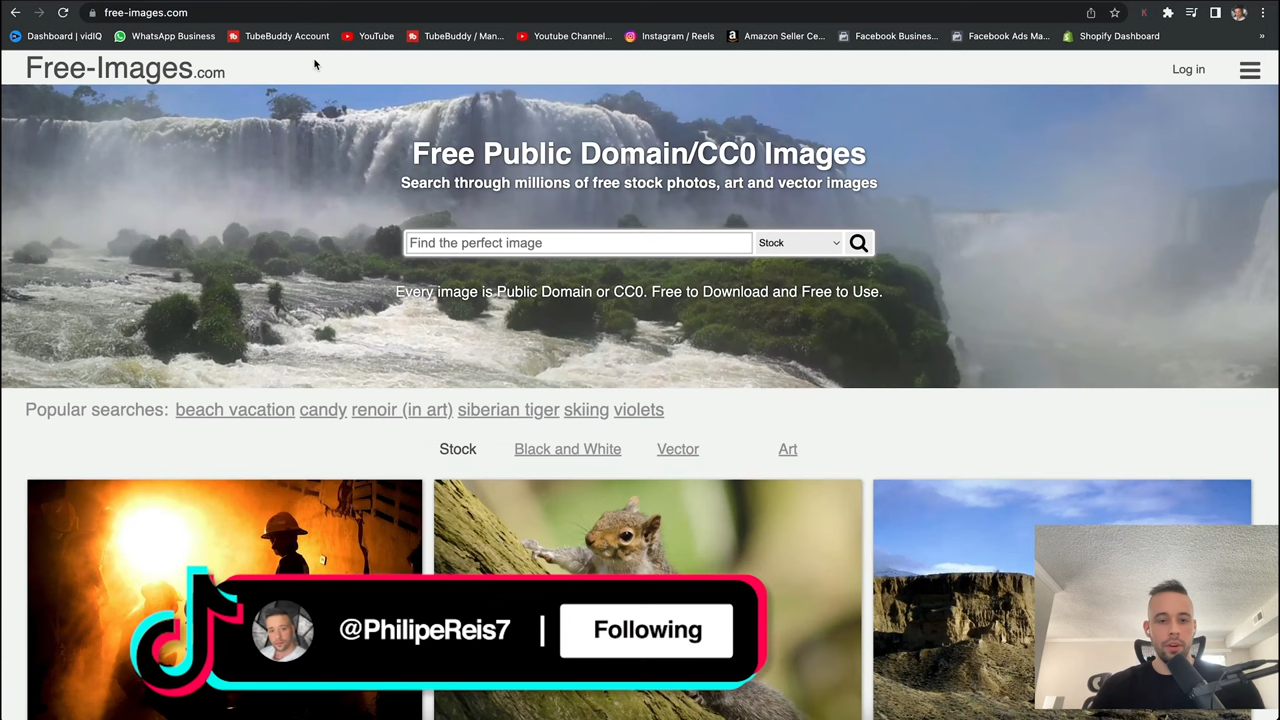 free-images.com
Dashboard | vidIQ
WhatsApp Business
TubeBuddy Account
YouTube
TubeBuddy / Man...
Youtube Channel...
Instagram / Reels
Amazon Seller Ce...
Facebook Business...
Facebook Ads Ma...
Shopify Dashboard
»
Free-Images.com
Log in
Free Public Domain/CC0 Images
Search through millions of free stock photos, art and vector images
Find the perfect image
Stock
Every image is Public Domain or CC0. Free to Download and Free to Use.
Popular searches: beach vacation candy renoir (in art) siberian tiger skiing violets
Stock
Black and White
Vector
Art
@PhilipeReis7 | Following